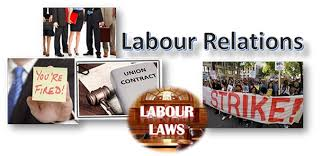 Labour Relations
YOU'RE
FIRED!
UNION
CONTRACT
LABOUR
LAWS
STRIKE!